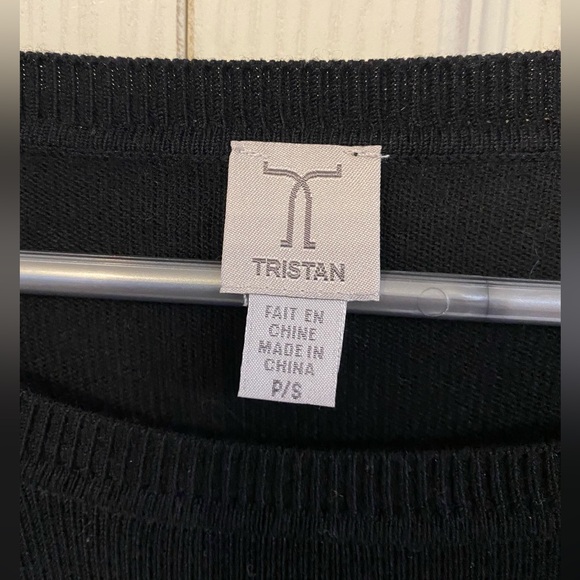 TRISTAN
FAIT EN
CHINE
MADE IN
CHINA
P/S